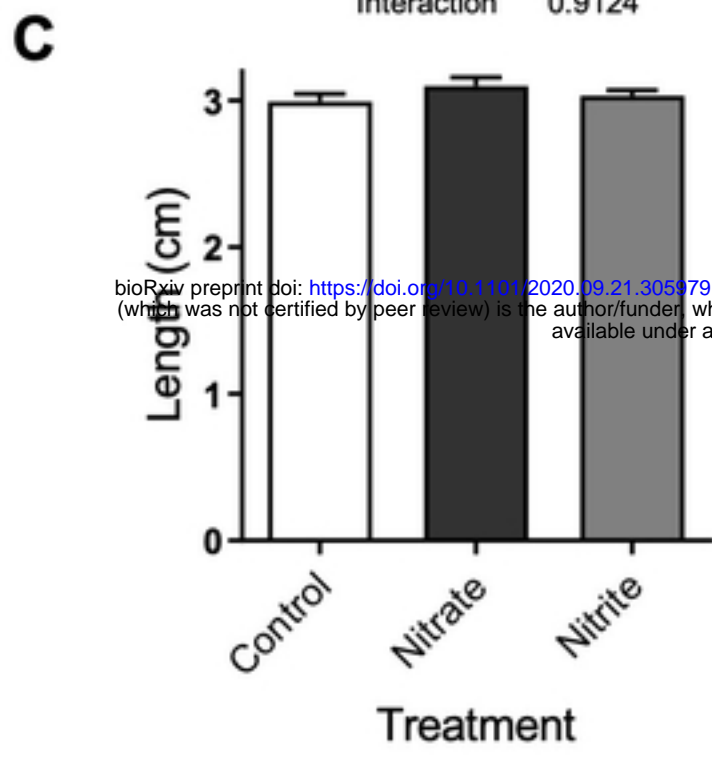 Interaction 0.9124
C
3
2
1
0
Length (cm)
bioRxiv preprint doi: https://doi.org/10.1101/2020.09.21.305979
(which was not certified by peer review) is the author/funder, wh
available under a
Control
Nitrate
Nitrite
Treatment